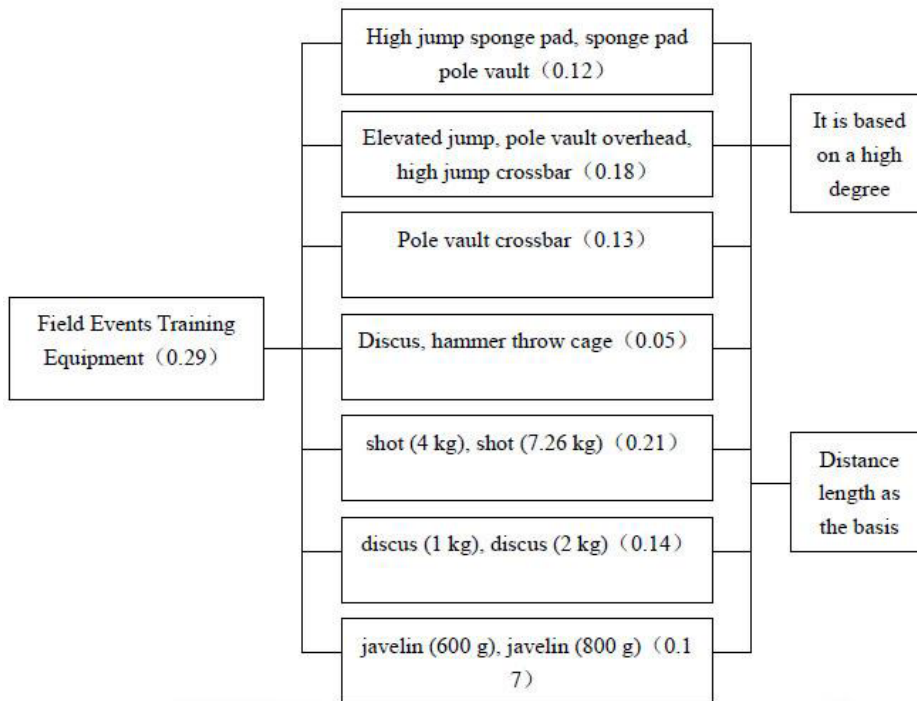 High jump sponge pad, sponge pad
pole vault（0.12）
Elevated jump, pole vault overhead,
high jump crossbar（0.18）
Pole vault crossbar（0.13）
Field Events Training
Equipment（0.29）
Discus, hammer throw cage（0.05）
shot (4 kg), shot (7.26 kg)（0.21）
discus (1 kg), discus (2 kg)（0.14）
javelin (600 g), javelin (800 g)（0.1
7）
It is based
on a high
degree
Distance
length as
the basis